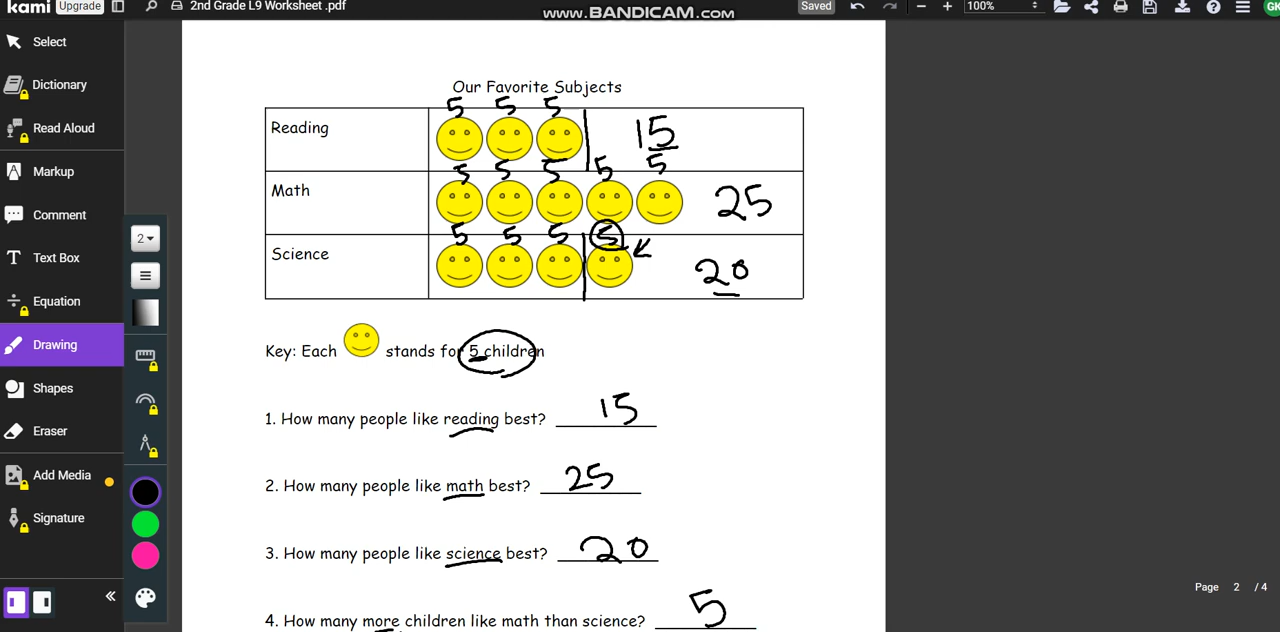 kami Upgrade 2nd Grade L9 Worksheet .pdf www.BANDICAM.com Saved 100% GK
Select
Dictionary
Read Aloud
Markup
Comment
Text Box
Equation
Drawing
Shapes
Eraser
Add Media
Signature
2
Our Favorite Subjects
5 5 5
Reading 15
5 5 5 5 5
Math 25
5 5 5 5
Science 20
Key: Each stands for 5 children
1. How many people like reading best? 15
2. How many people like math best? 25
3. How many people like science best? 20
4. How many more children like math than science? 5
Page 2 / 4